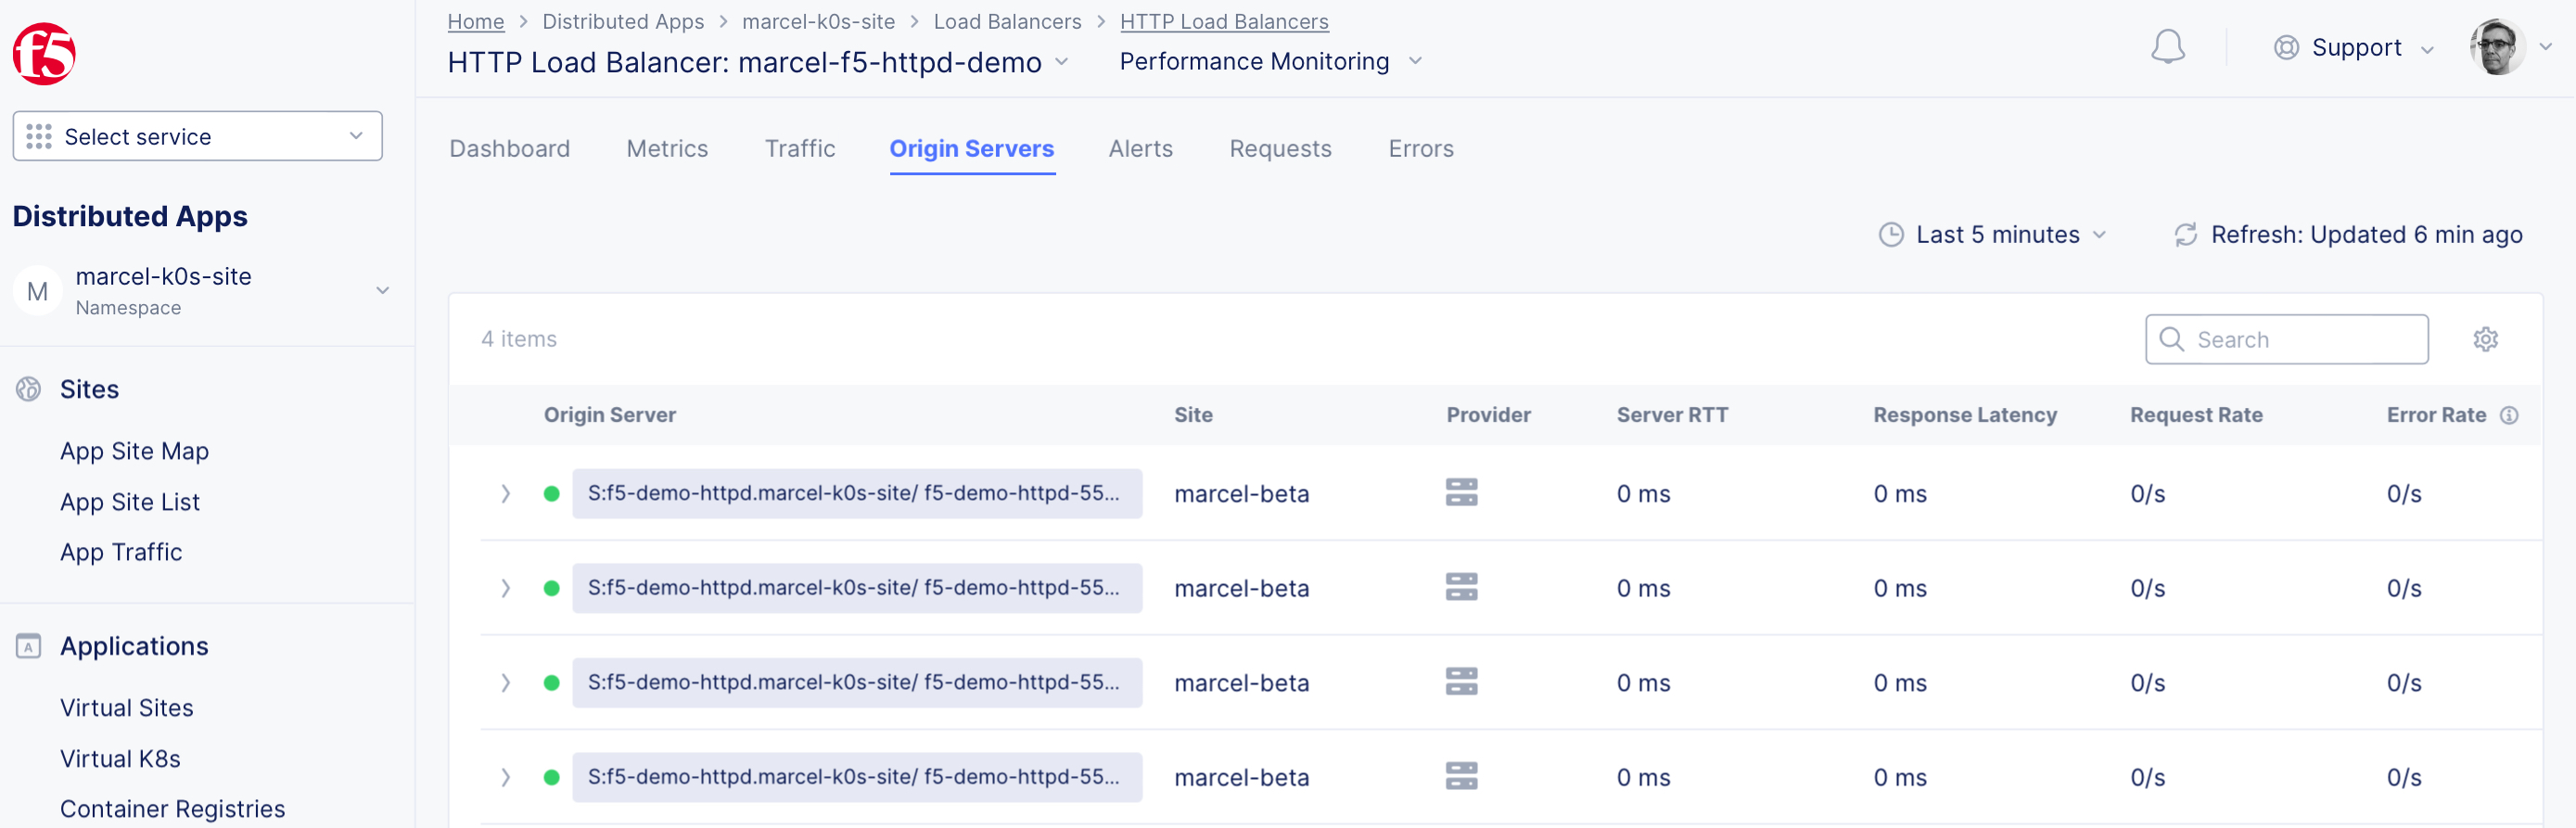 f5
Select service
Distributed Apps
M
marcel-k0s-site
Namespace
Sites
App Site Map
App Site List
App Traffic
A
Applications
Virtual Sites
Virtual K8s
Container Registries
Home > Distributed Apps > marcel-k0s-site > Load Balancers > HTTP Load Balancers
HTTP Load Balancer: marcel-f5-httpd-demo Performance Monitoring
Support
Dashboard Metrics Traffic Origin Servers Alerts Requests Errors
Last 5 minutes Refresh: Updated 6 min ago
4 items Search
Origin Server Site Provider Server RTT Response Latency Request Rate Error Rate
S:f5-demo-httpd.marcel-k0s-site/ f5-demo-httpd-55... marcel-beta 0 ms 0 ms 0/s 0/s
S:f5-demo-httpd.marcel-k0s-site/ f5-demo-httpd-55... marcel-beta 0 ms 0 ms 0/s 0/s
S:f5-demo-httpd.marcel-k0s-site/ f5-demo-httpd-55... marcel-beta 0 ms 0 ms 0/s 0/s
S:f5-demo-httpd.marcel-k0s-site/ f5-demo-httpd-55... marcel-beta 0 ms 0 ms 0/s 0/s